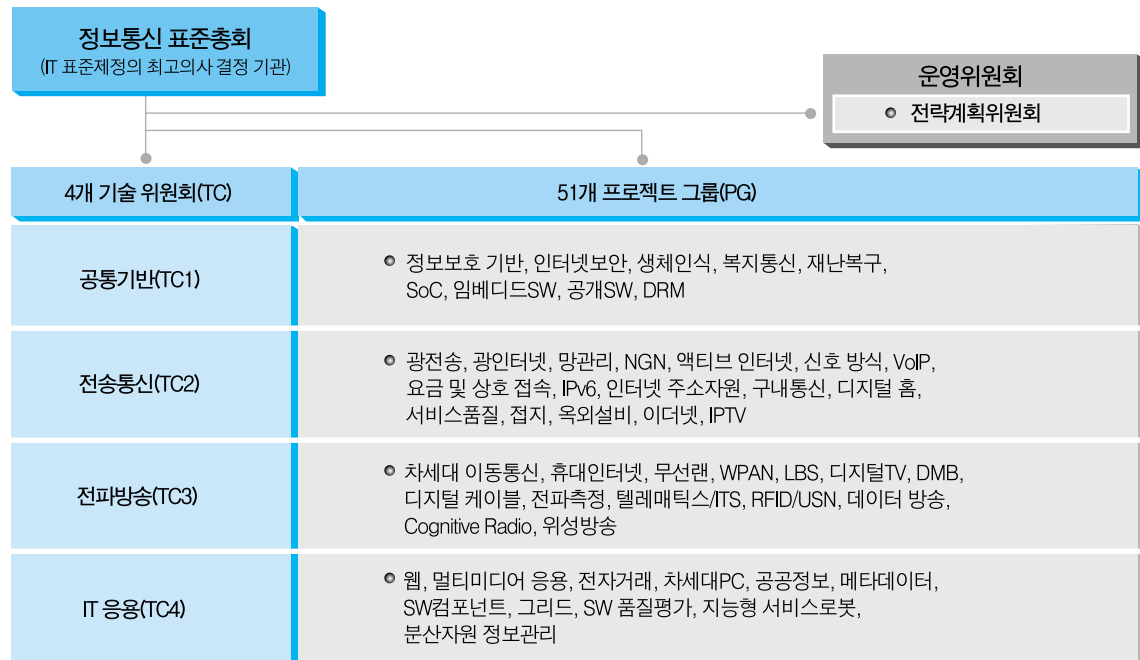 정보통신 표준총회
(IT 표준제정의 최고의사 결정 기관)
운영위원회
전략계획위원회
4개 기술 위원회(TC)
51개 프로젝트 그룹(PG)
공통기반(TC1)
정보보호 기반, 인터넷보안, 생체인식, 복지통신, 재난복구,
SoC, 임베디드SW, 공개SW, DRM
전송통신(TC2)
광전송, 광인터넷, 망관리, NGN, 액티브 인터넷, 신호 방식, VoIP,
요금 및 상호 접속, IPv6, 인터넷 주소자원, 구내통신, 디지털 홈,
서비스품질, 접지, 옥외설비, 이더넷, IPTV
전파방송(TC3)
차세대 이동통신, 휴대인터넷, 무선랜, WPAN, LBS, 디지털TV, DMB,
디지털 케이블, 전파측정, 텔레매틱스/ITS, RFID/USN, 데이터 방송,
Cognitive Radio, 위성방송
IT 응용(TC4)
웹, 멀티미디어 응용, 전자거래, 차세대PC, 공공정보, 메타데이터,
SW컴포넌트, 그리드, SW 품질평가, 지능형 서비스로봇,
분산자원 정보관리